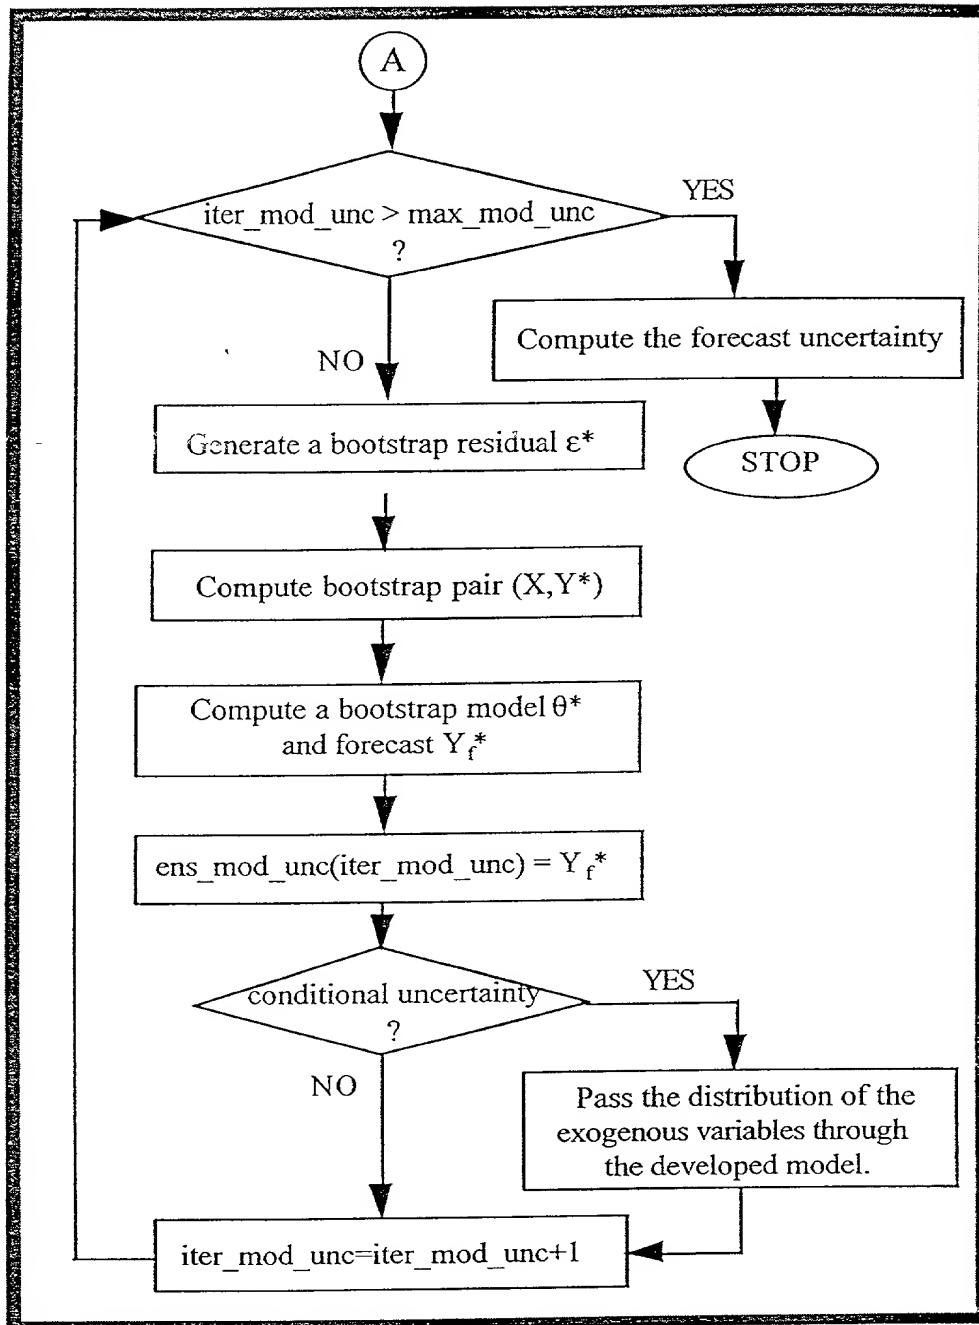 A
iter_mod_unc > max_mod_unc
?
YES
Compute the forecast uncertainty
STOP
NO
Generate a bootstrap residual ε*
Compute bootstrap pair (X,Y*)
Compute a bootstrap model θ*
and forecast Y_f*
ens_mod_unc(iter_mod_unc) = Y_f*
conditional uncertainty
?
YES
NO
Pass the distribution of the
exogenous variables through
the developed model.
iter_mod_unc=iter_mod_unc+1